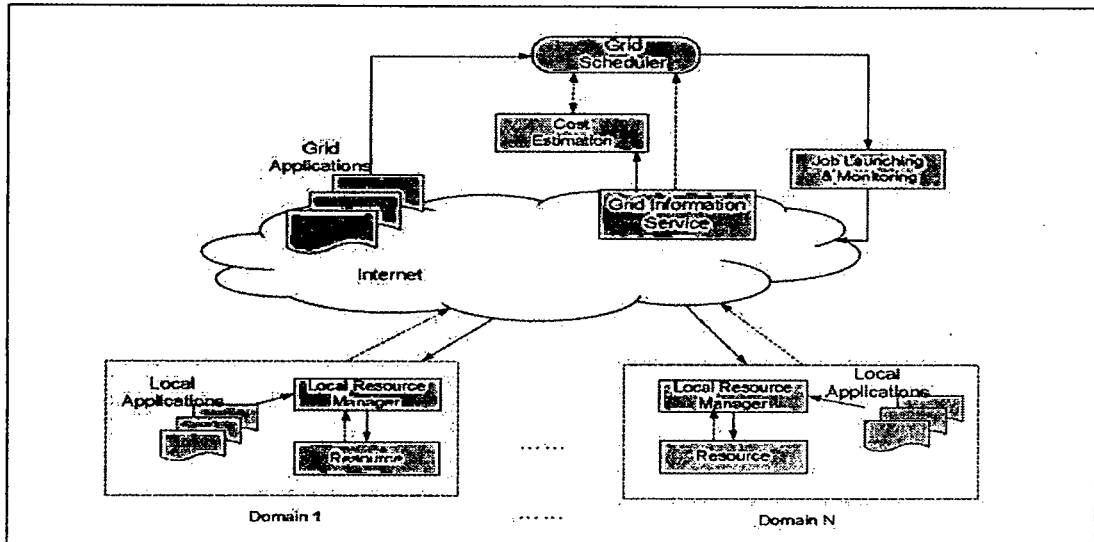 Grid
Scheduler
Cost
Estimation
Grid
Applications
Job Launching
& Monitoring
Grid Information
Service
Internet
Local
Applications
Local Resource
Manager
Resource
......
Local Resource
Manager
Resource
Local
Applications
Domain 1
......
Domain N